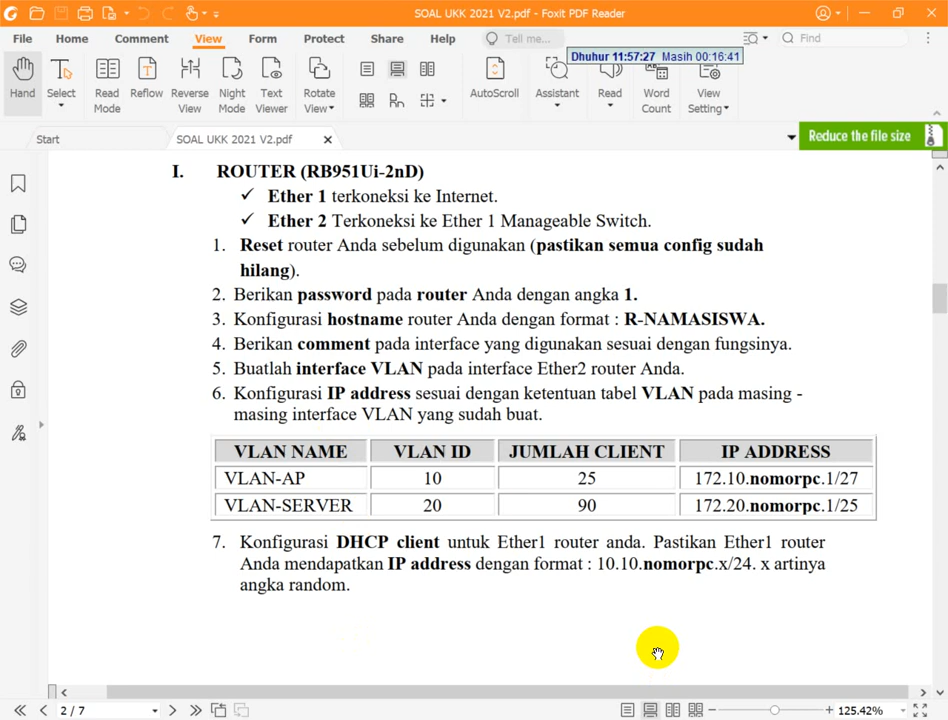 SOAL UKK 2021 V2.pdf - Foxit PDF Reader
File Home Comment View Form Protect Share Help Tell me... Find
Dhuhur 11:57:27 Masih 00:16:41
Hand Select Read Mode Reflow Reverse View Night Mode Text Viewer Rotate View AutoScroll Assistant Read Word Count View Setting
Start SOAL UKK 2021 V2.pdf Reduce the file size
I. ROUTER (RB951Ui-2nD)
✓ Ether 1 terkoneksi ke Internet.
✓ Ether 2 Terkoneksi ke Ether 1 Manageable Switch.
1. Reset router Anda sebelum digunakan (pastikan semua config sudah
hilang).
2. Berikan password pada router Anda dengan angka 1.
3. Konfigurasi hostname router Anda dengan format : R-NAMASISWA.
4. Berikan comment pada interface yang digunakan sesuai dengan fungsinya.
5. Buatlah interface VLAN pada interface Ether2 router Anda.
6. Konfigurasi IP address sesuai dengan ketentuan tabel VLAN pada masing -
masing interface VLAN yang sudah buat.
VLAN NAME VLAN ID JUMLAH CLIENT IP ADDRESS
VLAN-AP 10 25 172.10.nomorpc.1/27
VLAN-SERVER 20 90 172.20.nomorpc.1/25
7. Konfigurasi DHCP client untuk Ether1 router anda. Pastikan Ether1 router
Anda mendapatkan IP address dengan format : 10.10.nomorpc.x/24. x artinya
angka random.
2 / 7 125.42%